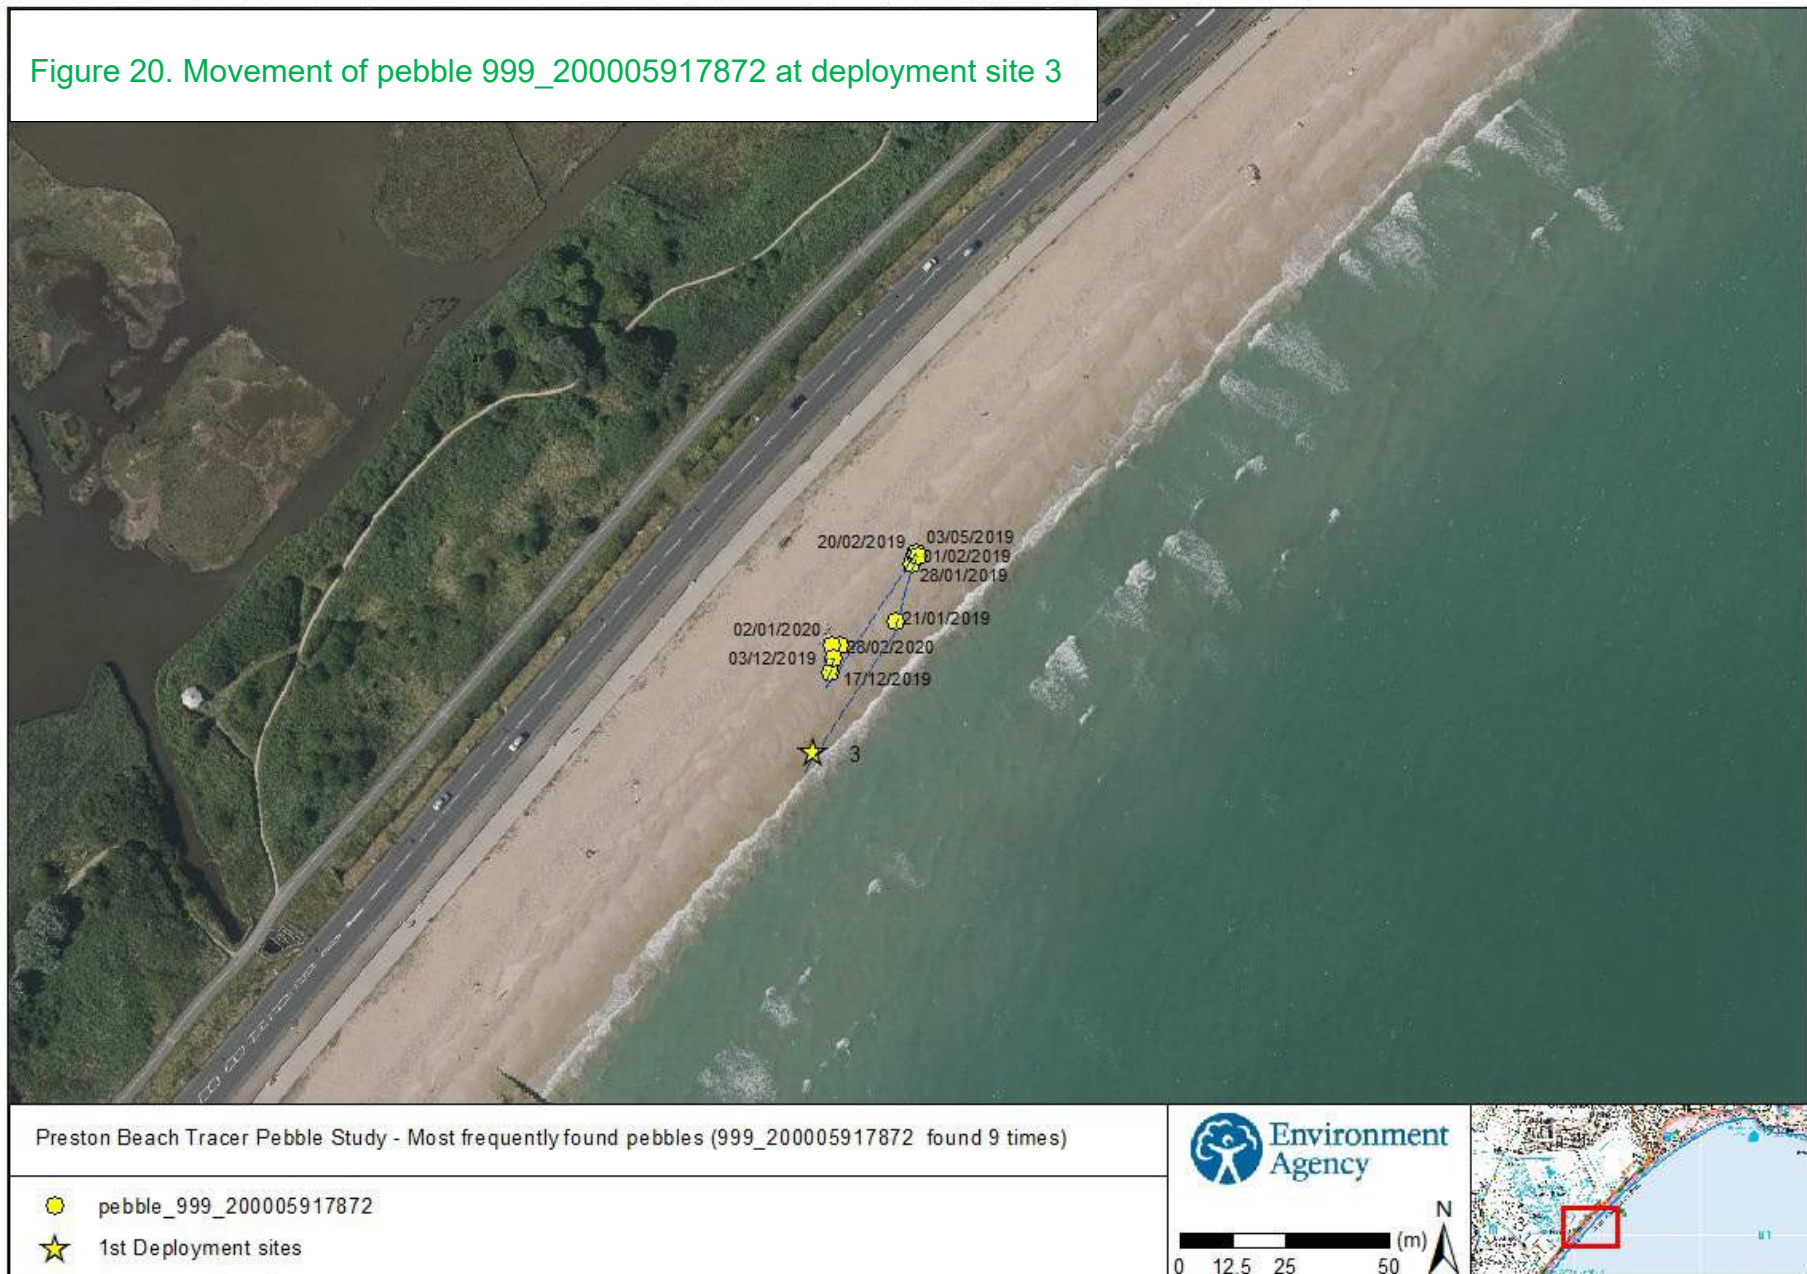 Figure 20. Movement of pebble 999_200005917872 at deployment site 3
20/02/2019
03/05/2019
01/02/2019
28/01/2019
21/01/2019
02/01/2020
28/02/2020
03/12/2019
17/12/2019
3
Preston Beach Tracer Pebble Study - Most frequently found pebbles (999_200005917872 found 9 times)
pebble_999_200005917872
1st Deployment sites
Environment
Agency
N
(m)
0 12.5 25 50